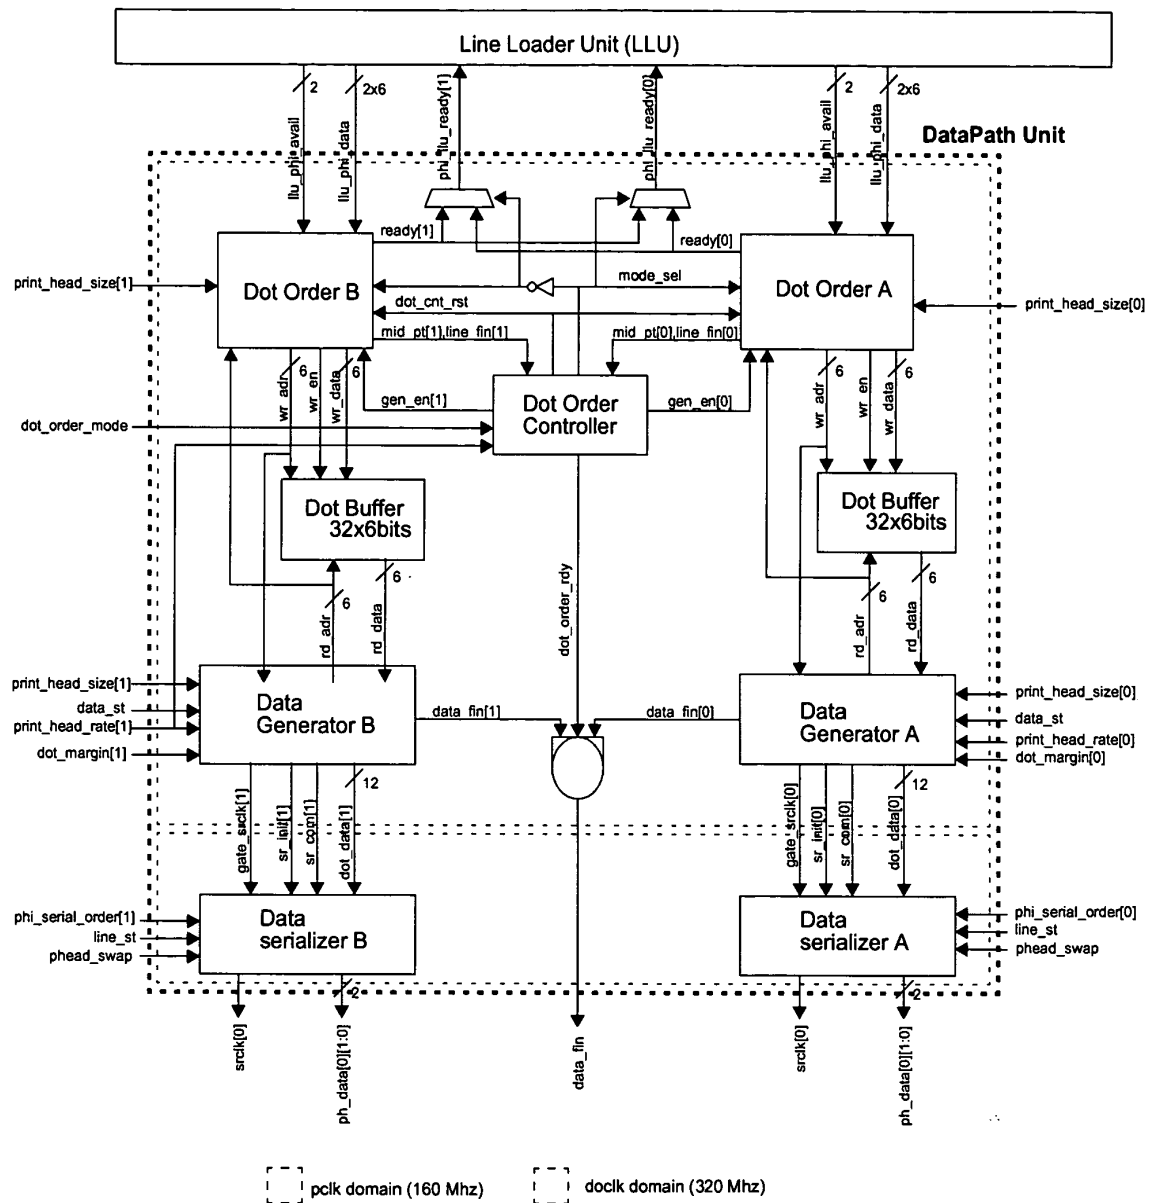 Line Loader Unit (LLU)
2
2x6
2
2x6
llu_phi_avail
llu_phi_data
phi_llu_ready[1]
phi_llu_ready[0]
llu_phi_avail
llu_phi_data
DataPath Unit
ready[1]
ready[0]
print_head_size[1]
Dot Order B
mode_sel
Dot Order A
print_head_size[0]
dot_cnt_rst
mid_pt[1],line_fin[1]
mid_pt[0],line_fin[0]
6
6
6
6
wr_adr
wr_en
wr_data
gen_en[1]
Dot Order
Controller
gen_en[0]
wr_adr
wr_en
wr_data
dot_order_mode
Dot Buffer
32x6bits
Dot Buffer
32x6bits
6
6
6
6
rd_adr
rd_data
dot_order_rdy
rd_adr
rd_data
print_head_size[1]
data_st
print_head_rate[1]
dot_margin[1]
Data
Generator B
data_fin[1]
data_fin[0]
Data
Generator A
print_head_size[0]
data_st
print_head_rate[0]
dot_margin[0]
12
12
gate_srclk[1]
sr_init[1]
sr_com[1]
dot_data[1]
gate_srclk[0]
sr_init[0]
sr_com[0]
dot_data[0]
phi_serial_order[1]
line_st
phead_swap
Data
serializer B
Data
serializer A
phi_serial_order[0]
line_st
phead_swap
2
2
srclk[0]
ph_data[0][1:0]
data_fin
srclk[0]
ph_data[0][1:0]
pclk domain (160 Mhz)
doclk domain (320 Mhz)